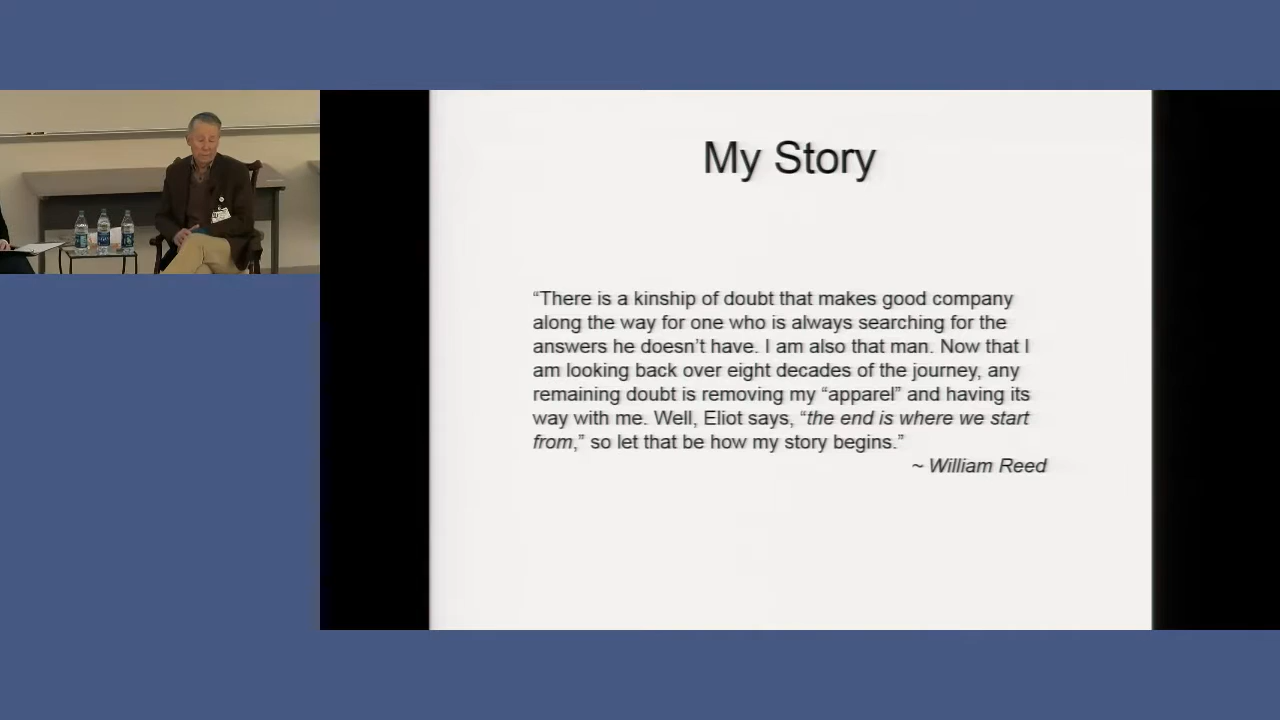 My Story
“There is a kinship of doubt that makes good company
along the way for one who is always searching for the
answers he doesn’t have. I am also that man. Now that I
am looking back over eight decades of the journey, any
remaining doubt is removing my “apparel” and having its
way with me. Well, Eliot says, “the end is where we start
from,” so let that be how my story begins.”
~ William Reed